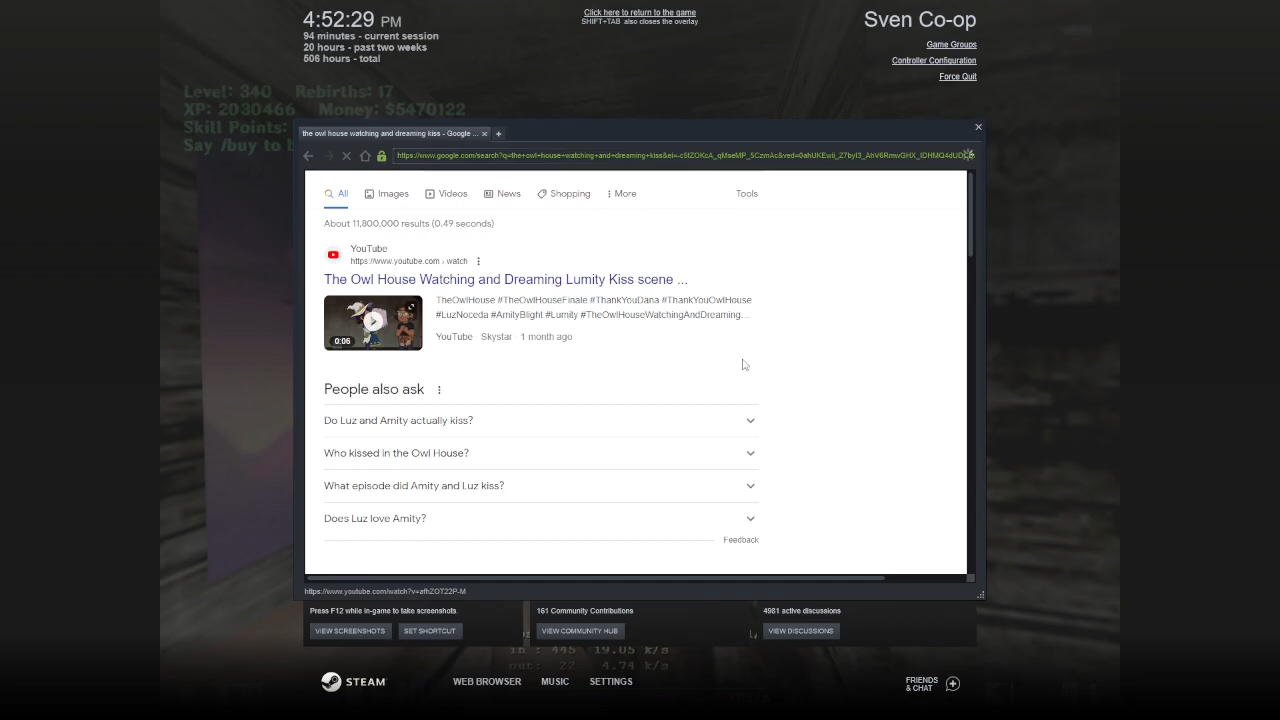 4:52:29 PM
94 minutes - current session
20 hours - past two weeks
506 hours - total
Click here to return to the game
SHIFT+TAB also closes the overlay
Sven Co-op
Game Groups
Controller Configuration
Force Quit
Level: 340 Rebirths: 17
XP: 2030466 Money: $5470122
Skill Points:
Say /buy to
the owl house watching and dreaming kiss - Google ...
All Images Videos News Shopping More Tools
About 11,800,000 results (0.49 seconds)
YouTube
https://www.youtube.com › watch
The Owl House Watching and Dreaming Lumity Kiss scene ...
0:06
TheOwlHouse #TheOwlHouseFinale #ThankYouDana #ThankYouOwlHouse
#LuzNoceda #AmityBlight #Lumity #TheOwlHouseWatchingAndDreaming...
YouTube · Skystar · 1 month ago
People also ask
Do Luz and Amity actually kiss?
Who kissed in the Owl House?
What episode did Amity and Luz kiss?
Does Luz love Amity?
Feedback
https://www.youtube.com/watch?v=afhZOT22P-M
Press F12 while in-game to take screenshots. 161 Community Contributions 4981 active discussions
VIEW SCREENSHOTS SET SHORTCUT VIEW COMMUNITY HUB VIEW DISCUSSIONS
in : 445 19.05 k/s
out: 22 4.74 k/s
STEAM WEB BROWSER MUSIC SETTINGS FRIENDS
& CHAT